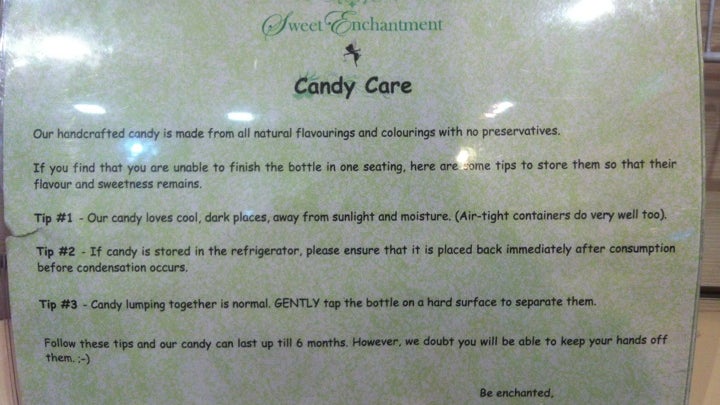 Sweet Enchantment
Candy Care
Our handcrafted candy is made from all natural flavourings and colourings with no preservatives.
If you find that you are unable to finish the bottle in one seating, here are some tips to store them so that their
flavour and sweetness remains.
Tip #1 - Our candy loves cool, dark places, away from sunlight and moisture. (Air-tight containers do very well too).
Tip #2 - If candy is stored in the refrigerator, please ensure that it is placed back immediately after consumption
before condensation occurs.
Tip #3 - Candy lumping together is normal. GENTLY tap the bottle on a hard surface to separate them.
Follow these tips and our candy can last up till 6 months. However, we doubt you will be able to keep your hands off
them. ;-)
Be enchanted,